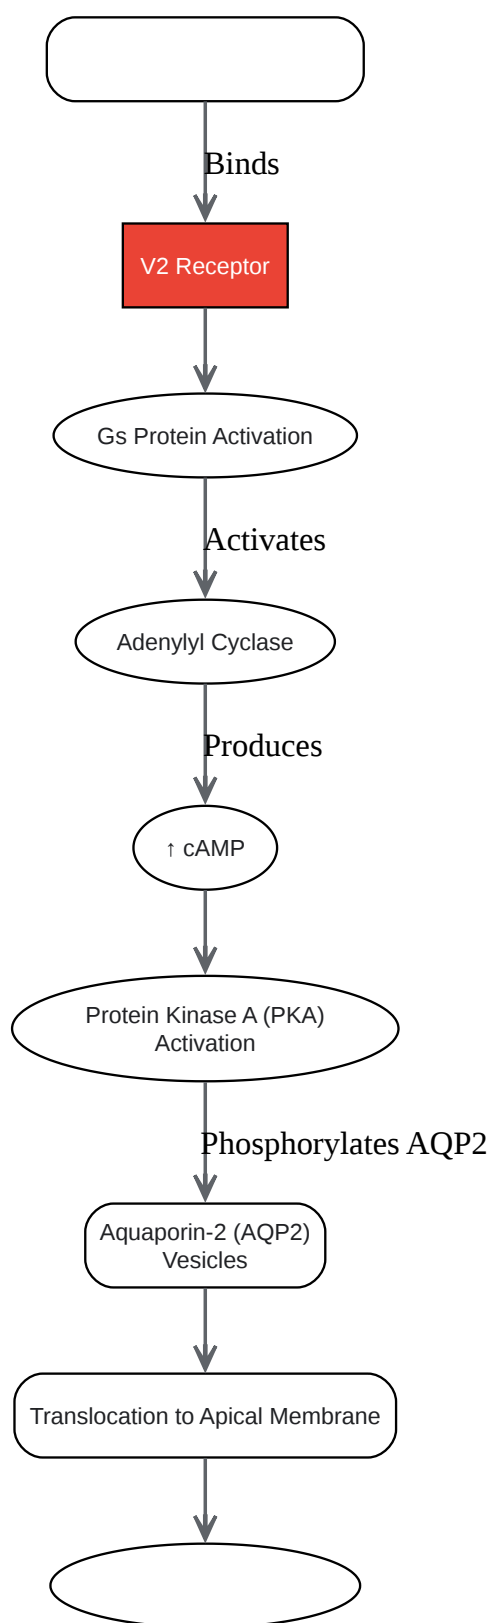 Binds
V2 Receptor
Gs Protein Activation
Activates
Adenylyl Cyclase
Produces
↑ cAMP
Protein Kinase A (PKA)
Activation
Phosphorylates AQP2
Aquaporin-2 (AQP2)
Vesicles
Translocation to Apical Membrane